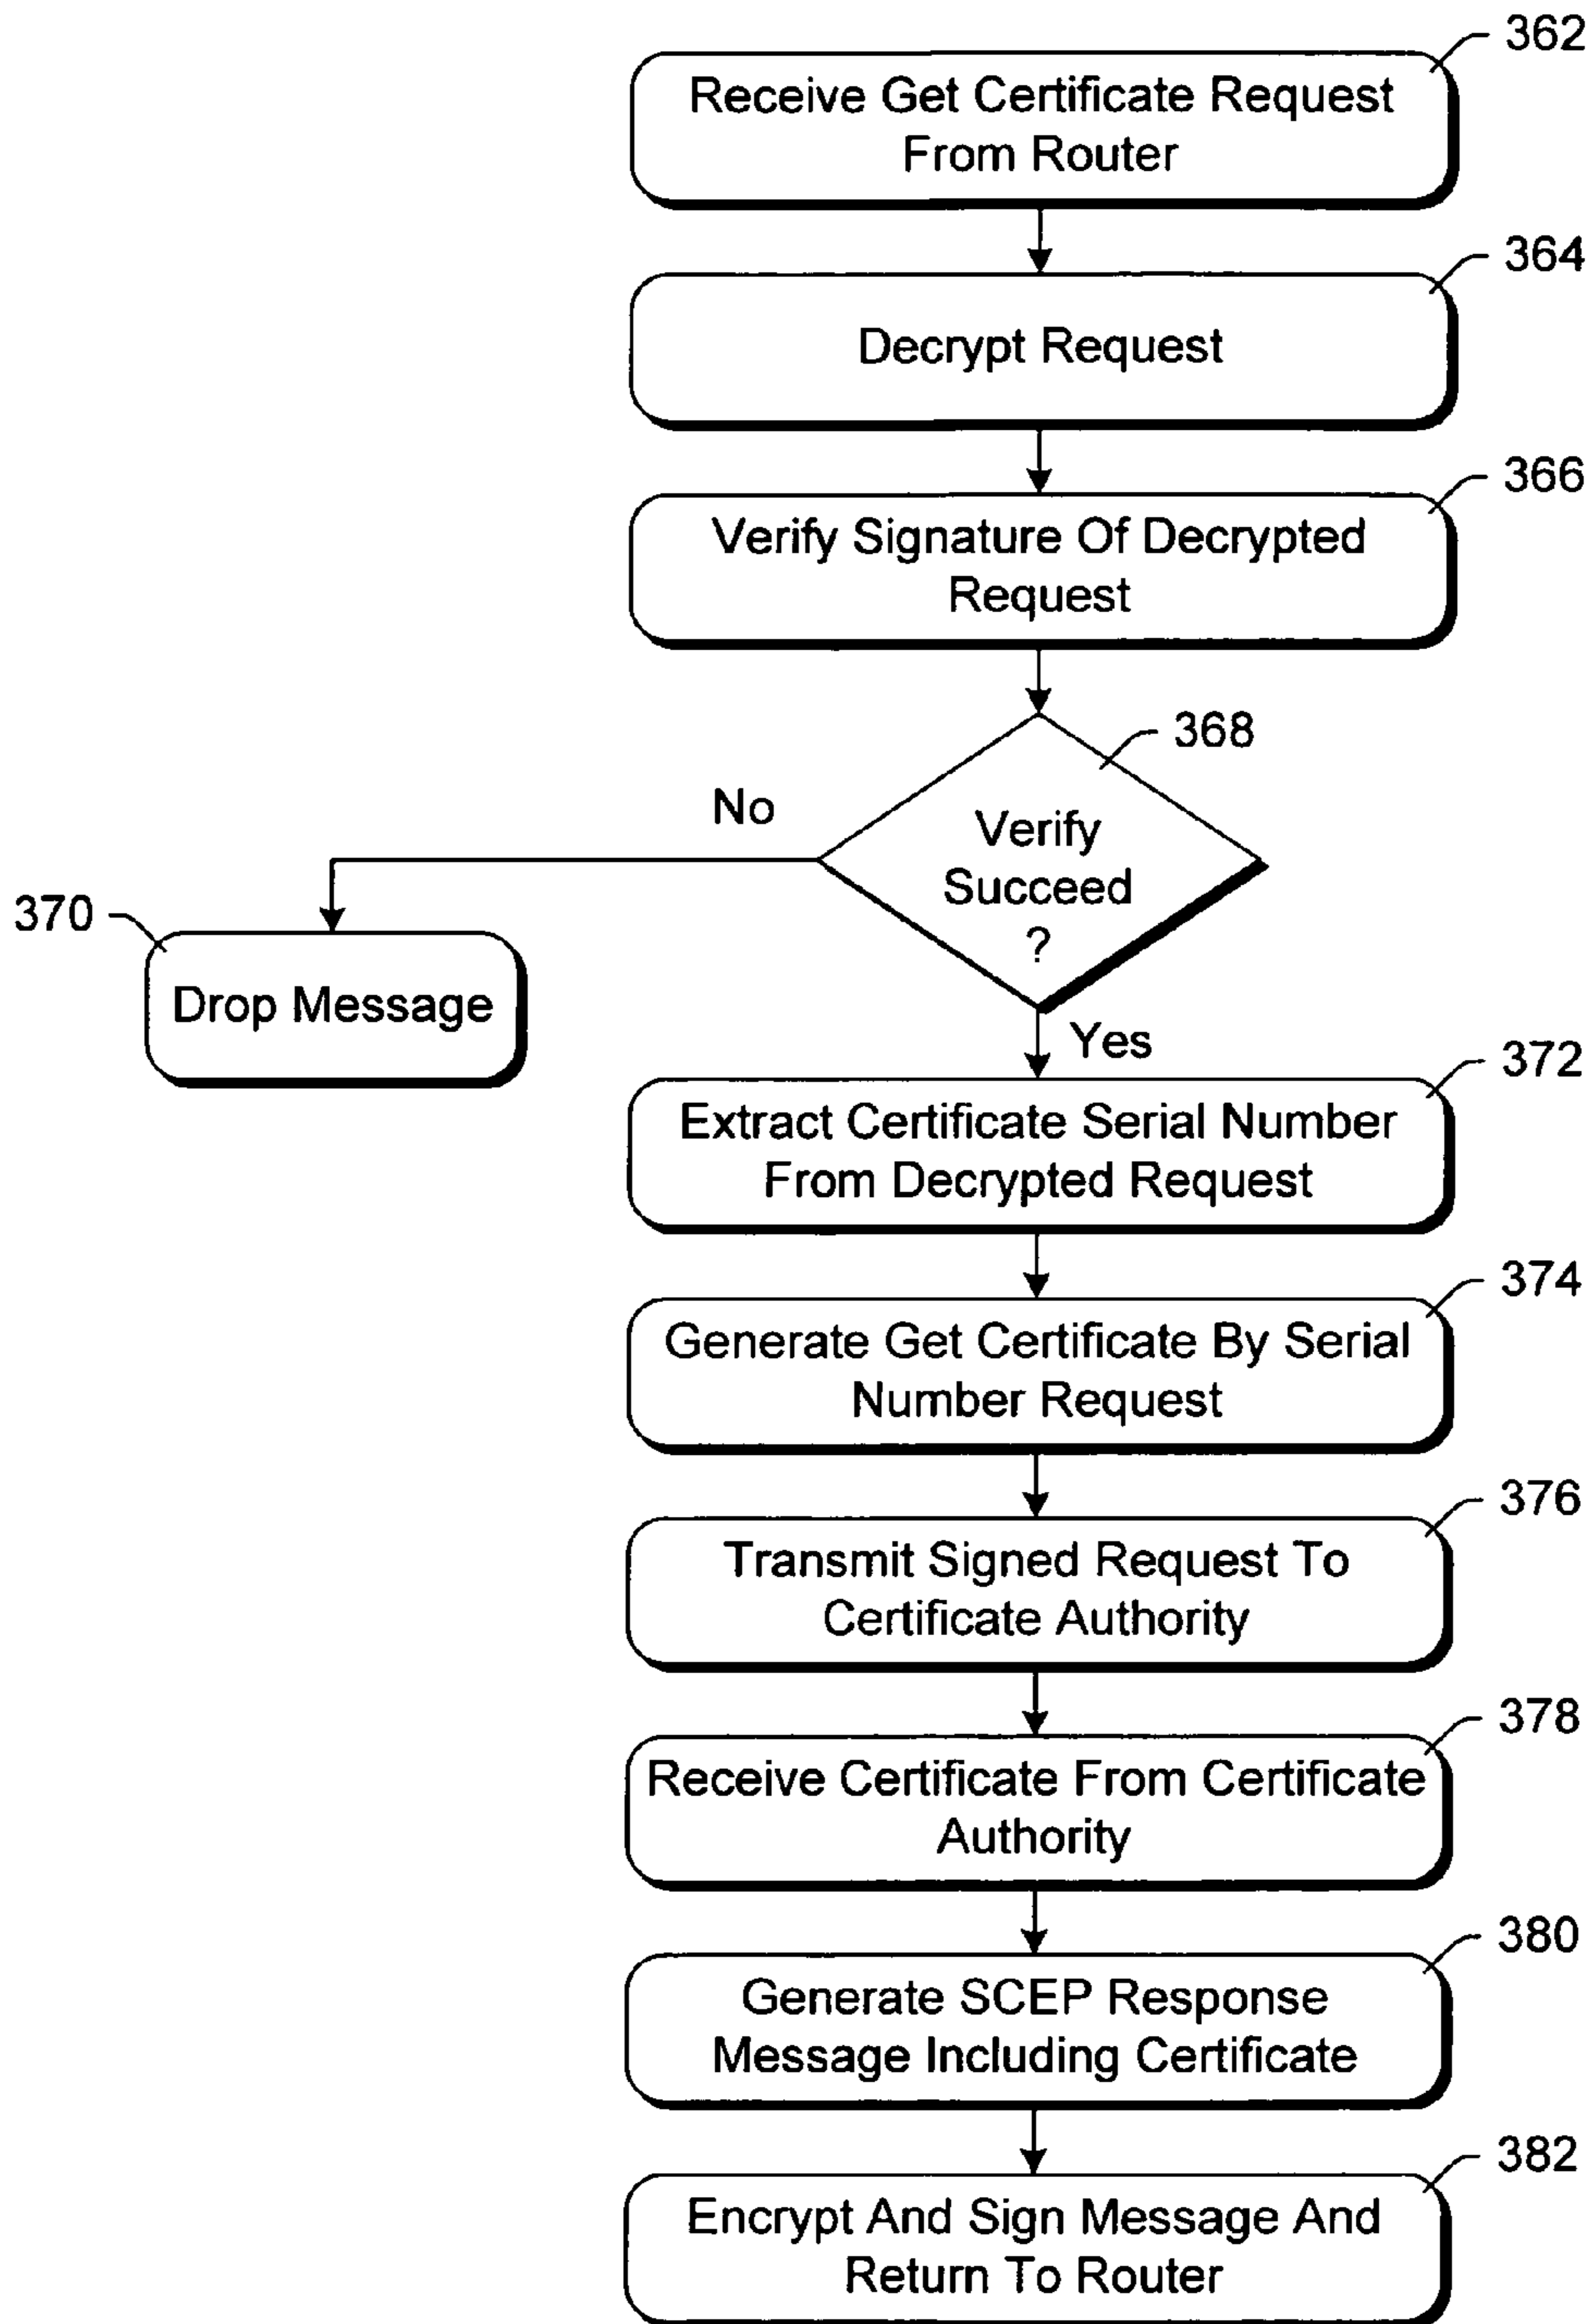 362
Receive Get Certificate Request
From Router
364
Decrypt Request
366
Verify Signature Of Decrypted
Request
368
No
Verify
Succeed
?
370
Drop Message
Yes
372
Extract Certificate Serial Number
From Decrypted Request
374
Generate Get Certificate By Serial
Number Request
376
Transmit Signed Request To
Certificate Authority
378
Receive Certificate From Certificate
Authority
380
Generate SCEP Response
Message Including Certificate
382
Encrypt And Sign Message And
Return To Router